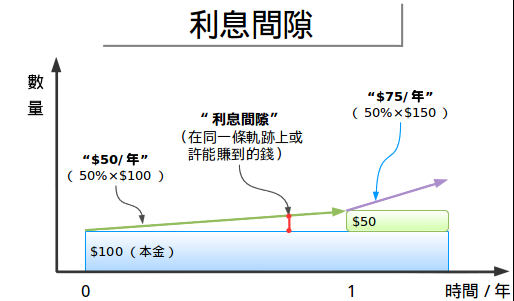 利息間隙
數
量
“$50/年”
( 50%×$100 )
“利息間隙”
(在同一條軌跡上或
許能賺到的錢)
“$75/年”
( 50%×$150 )
$50
$100 (本金)
0
1
時間/年